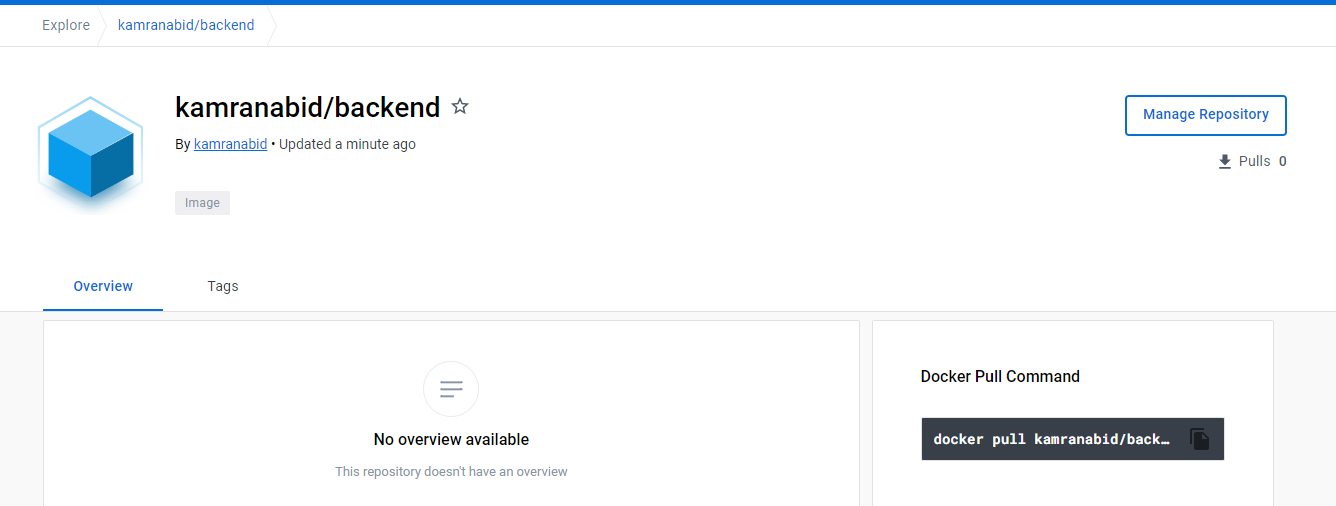 Explore
kamranabid/backend
kamranabid/backend
By kamranabid • Updated a minute ago
Manage Repository
Pulls 0
Image
Overview
Tags
No overview available
This repository doesn't have an overview
Docker Pull Command
docker pull kamranabid/back…